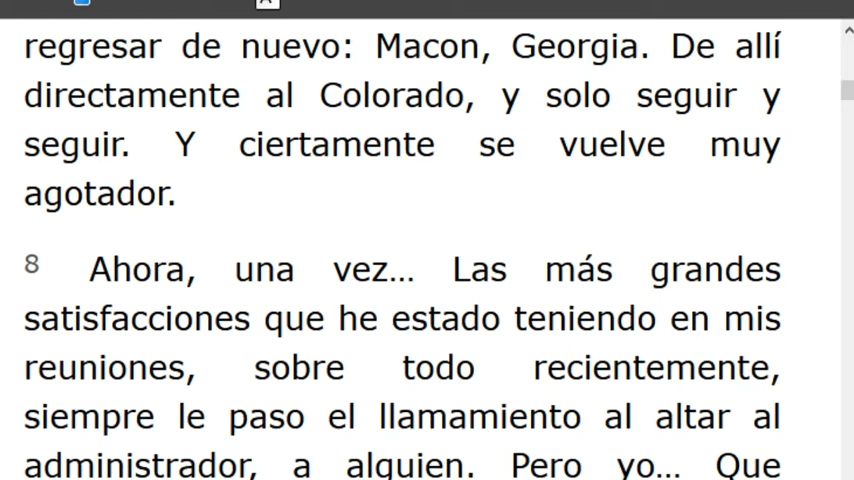 regresar de nuevo: Macon, Georgia. De allí
directamente al Colorado, y solo seguir y
seguir. Y ciertamente se vuelve muy
agotador.
8 Ahora, una vez... Las más grandes
satisfacciones que he estado teniendo en mis
reuniones, sobre todo recientemente,
siempre le paso el llamamiento al altar al
administrador, a alguien. Pero yo... Que